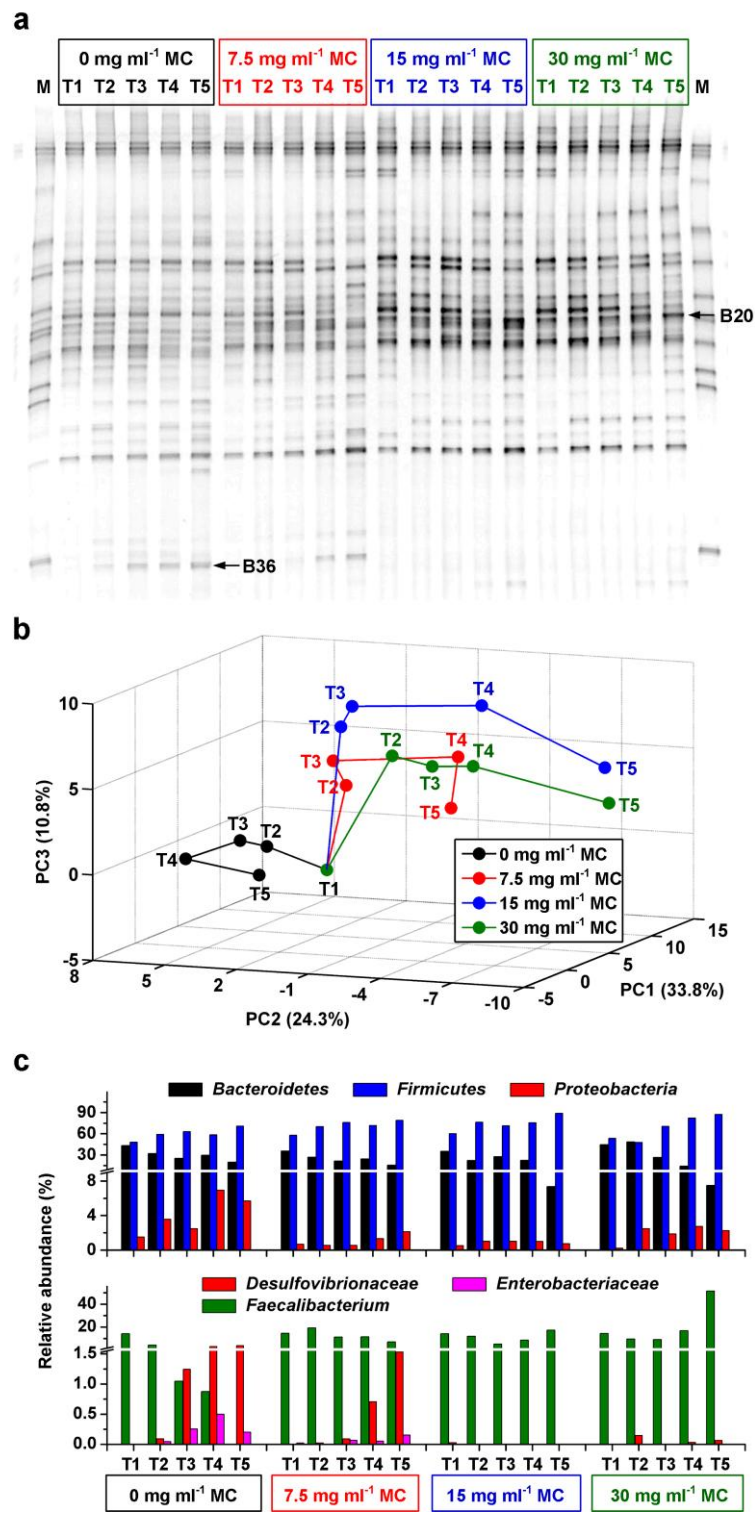 a
0 mg ml⁻¹ MC 7.5 mg ml⁻¹ MC 15 mg ml⁻¹ MC 30 mg ml⁻¹ MC
M T1 T2 T3 T4 T5 T1 T2 T3 T4 T5 T1 T2 T3 T4 T5 T1 T2 T3 T4 T5 M
B20
B36
b
10
5
0
-5
PC3 (10.8%)
T3 T4
T2 T2 T4
T3 T4 T5
T2 T3
T5 T5
T3 T2
T4
T5 T1
0 mg ml⁻¹ MC
7.5 mg ml⁻¹ MC
15 mg ml⁻¹ MC
30 mg ml⁻¹ MC
8 5 2 -1 -4 -7 -10
PC2 (24.3%)
-5 0 5 10 15
PC1 (33.8%)
c
Bacteroidetes Firmicutes Proteobacteria
90
60
30
8
4
0
Relative abundance (%)
Desulfovibrionaceae Enterobacteriaceae
Faecalibacterium
40
20
1.5
1.0
0.5
0.0
T1 T2 T3 T4 T5 T1 T2 T3 T4 T5 T1 T2 T3 T4 T5 T1 T2 T3 T4 T5
0 mg ml⁻¹ MC 7.5 mg ml⁻¹ MC 15 mg ml⁻¹ MC 30 mg ml⁻¹ MC